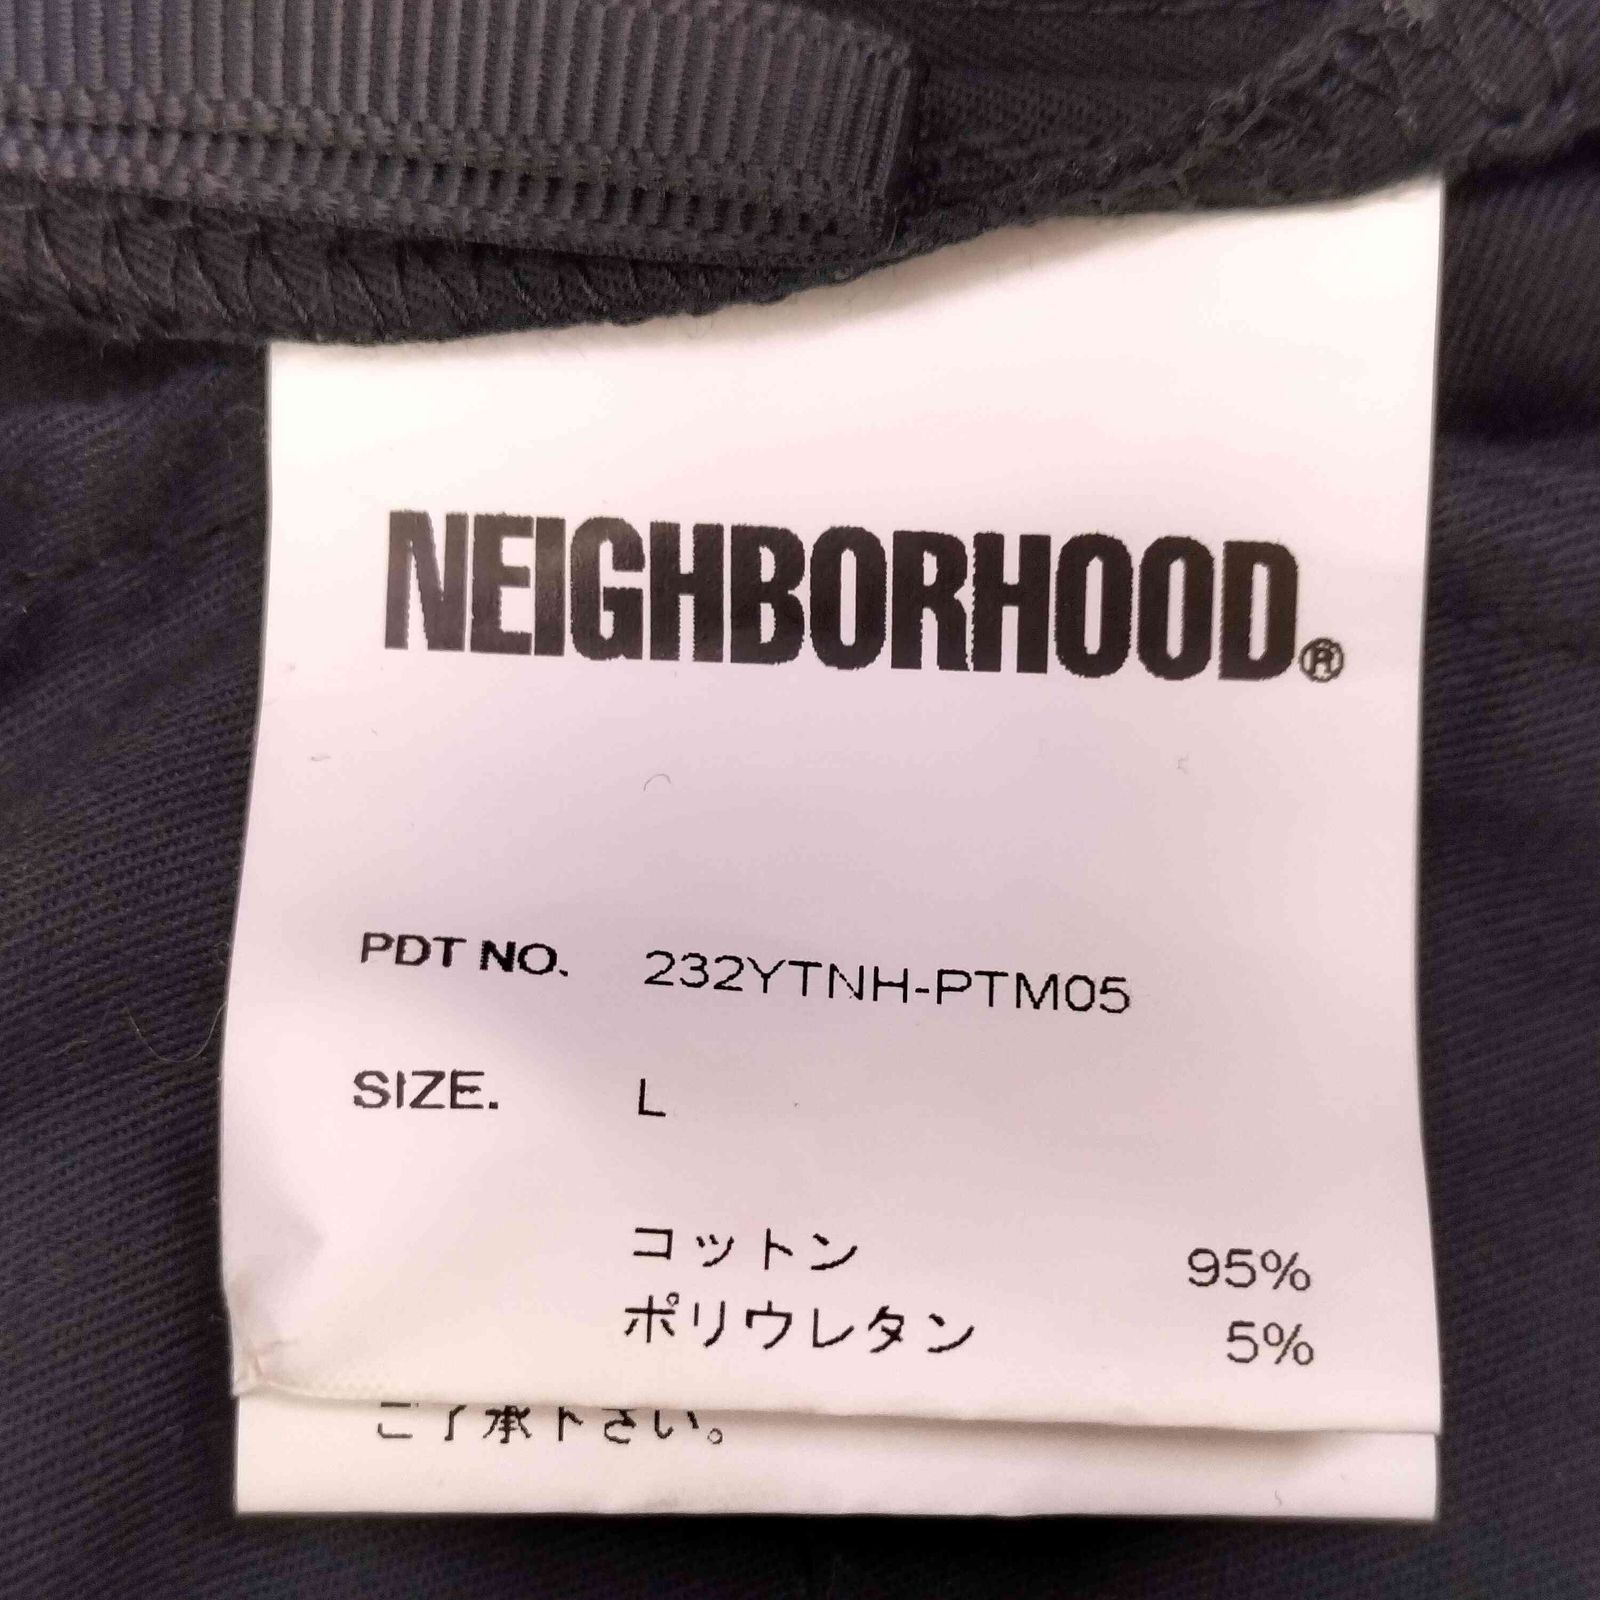 NEIGHBORHOOD®
PDT NO. 232YTNH-PTM05
SIZE. L
コットン 95%
ポリウレタン 5%
ご了承下さい。